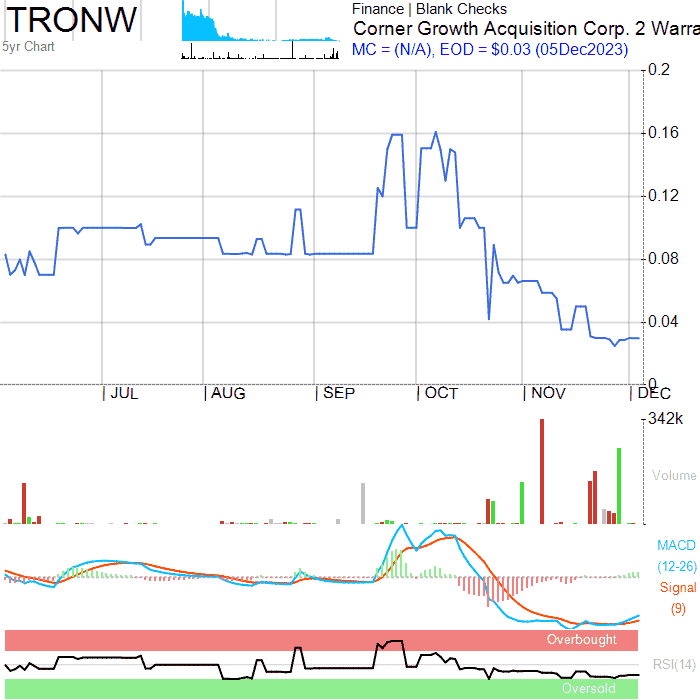 TRONW
5yr Chart
Finance | Blank Checks
Corner Growth Acquisition Corp. 2 Warra
MC = (N/A), EOD = $0.03 (05Dec2023)
0.2
0.16
0.12
0.08
0.04
0
JUL AUG SEP OCT NOV DEC
342k
Volume
MACD
(12-26)
Signal
(9)
Overbought
RSI(14)
Oversold